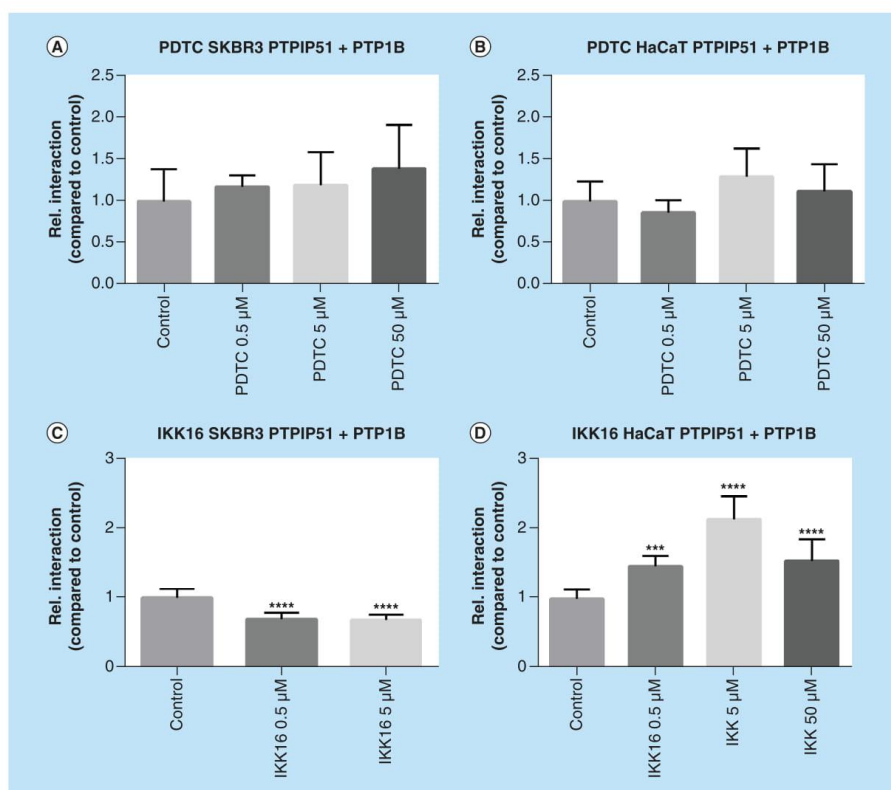 A PDTC SKBR3 PTPIP51 + PTP1B
Rel. interaction
(compared to control)
2.5
2.0
1.5
1.0
0.5
0.0
Control
PDTC 0.5 µM
PDTC 5 µM
PDTC 50 µM
B PDTC HaCaT PTPIP51 + PTP1B
Rel. interaction
(compared to control)
2.5
2.0
1.5
1.0
0.5
0.0
Control
PDTC 0.5 µM
PDTC 5 µM
PDTC 50 µM
C IKK16 SKBR3 PTPIP51 + PTP1B
Rel. interaction
(compared to control)
3
2
1
0
****
****
Control
IKK16 0.5 µM
IKK16 5 µM
D IKK16 HaCaT PTPIP51 + PTP1B
Rel. interaction
(compared to control)
3
2
1
0
***
****
****
Control
IKK16 0.5 µM
IKK 5 µM
IKK 50 µM